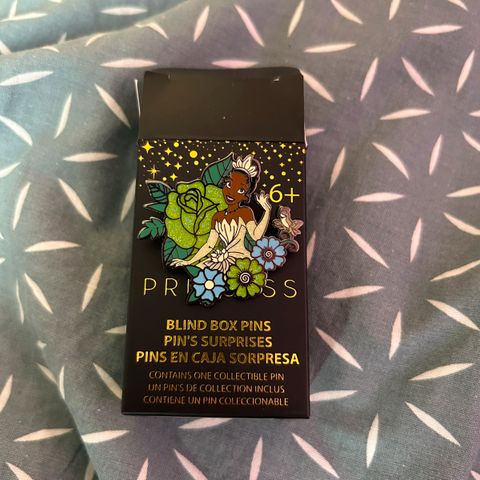 6+
PRINCESS
BLIND BOX PINS
PIN'S SURPRISES
PINS EN CAJA SORPRESA
CONTAINS ONE COLLECTIBLE PIN
UN PIN'S DE COLLECTION INCLUS
CONTIENE UN PIN COLECCIONABLE